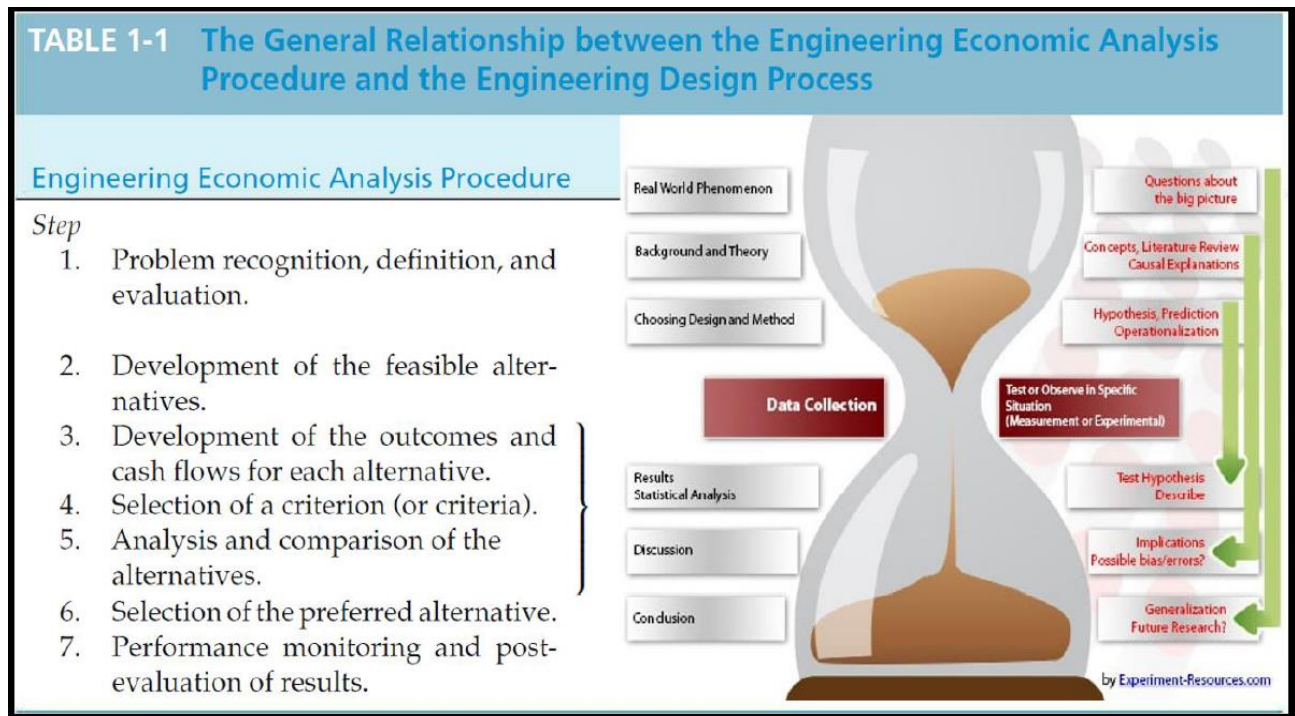 TABLE 1-1 The General Relationship between the Engineering Economic Analysis
Procedure and the Engineering Design Process
Engineering Economic Analysis Procedure
Step
1. Problem recognition, definition, and
evaluation.
2. Development of the feasible alter-
natives.
3. Development of the outcomes and
cash flows for each alternative.
4. Selection of a criterion (or criteria).
5. Analysis and comparison of the
alternatives.
6. Selection of the preferred alternative.
7. Performance monitoring and post-
evaluation of results.
Real World Phenomenon
Background and Theory
Choosing Design and Method
Data Collection
Results
Statistical Analysis
Discussion
Conclusion
Questions about
the big picture
Concepts, Literature Review
Causal Explanations
Hypothesis, Prediction
Operationalization
Test or Observe in Specific
Situation
(Measurement or Experimental)
Test Hypothesis
Describe
Implications
Possible bias/errors?
Generalization
Future Research?
by Experiment-Resources.com